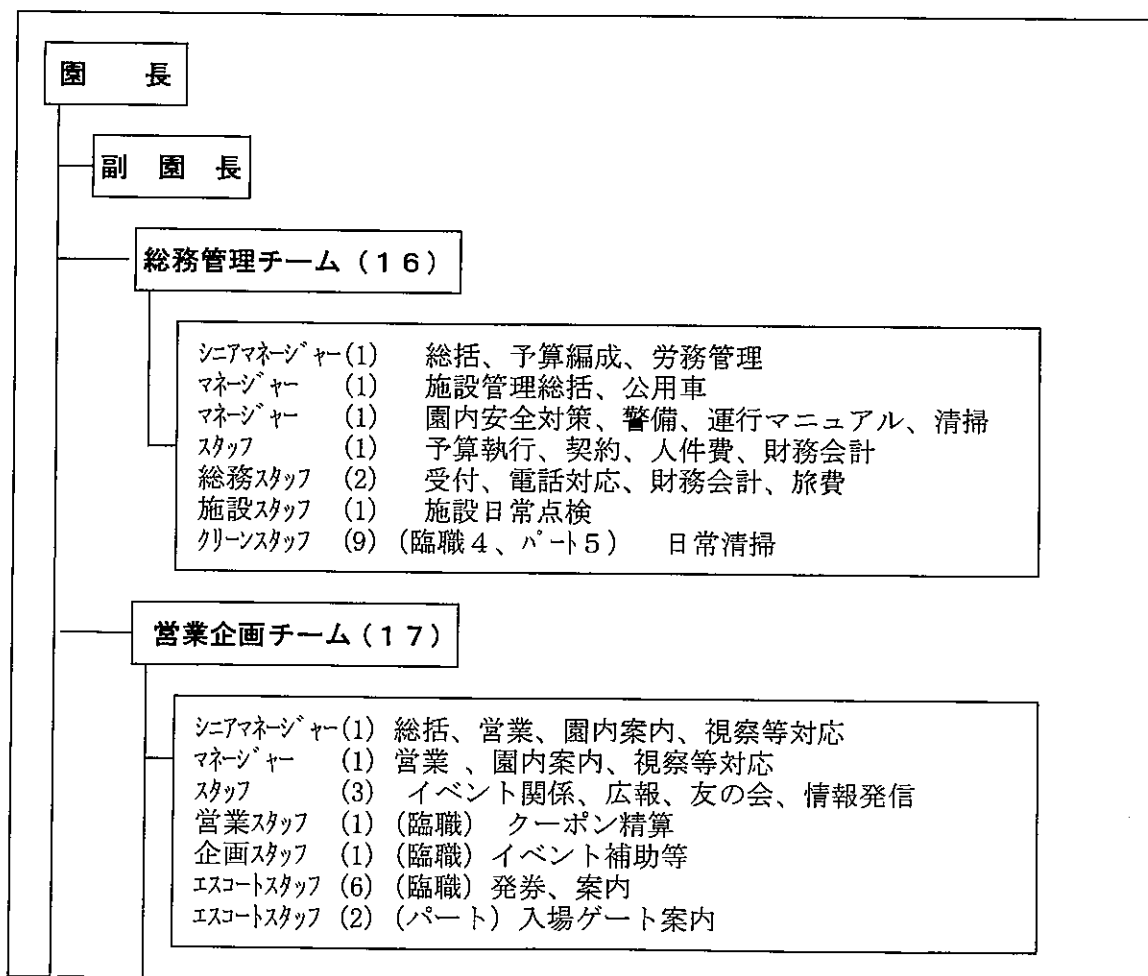 園　長
副　園　長
総務管理チーム（１６）
ｼﾆｱﾏﾈｰｼﾞｬｰ(1)　総括、予算編成、労務管理
ﾏﾈｰｼﾞｬｰ　(1)　施設管理総括、公用車
ﾏﾈｰｼﾞｬｰ　(1)　園内安全対策、警備、運行マニュアル、清掃
ｽﾀｯﾌ　(1)　予算執行、契約、人件費、財務会計
総務ｽﾀｯﾌ　(2)　受付、電話対応、財務会計、旅費
施設ｽﾀｯﾌ　(1)　施設日常点検
ｸﾘｰﾝｽﾀｯﾌ　(9)（臨職４、ﾊﾟｰﾄ５）　日常清掃
営業企画チーム（１７）
ｼﾆｱﾏﾈｰｼﾞｬｰ(1) 総括、営業、園内案内、視察等対応
ﾏﾈｰｼﾞｬｰ　(1) 営業 、園内案内、視察等対応
ｽﾀｯﾌ　(3)　イベント関係、広報、友の会、情報発信
営業ｽﾀｯﾌ　(1)（臨職）　クーポン精算
企画ｽﾀｯﾌ　(1)（臨職）イベント補助等
ｴｽｺｰﾄｽﾀｯﾌ　(6)（臨職）発券、案内
ｴｽｺｰﾄｽﾀｯﾌ　(2)（パート）入場ゲート案内